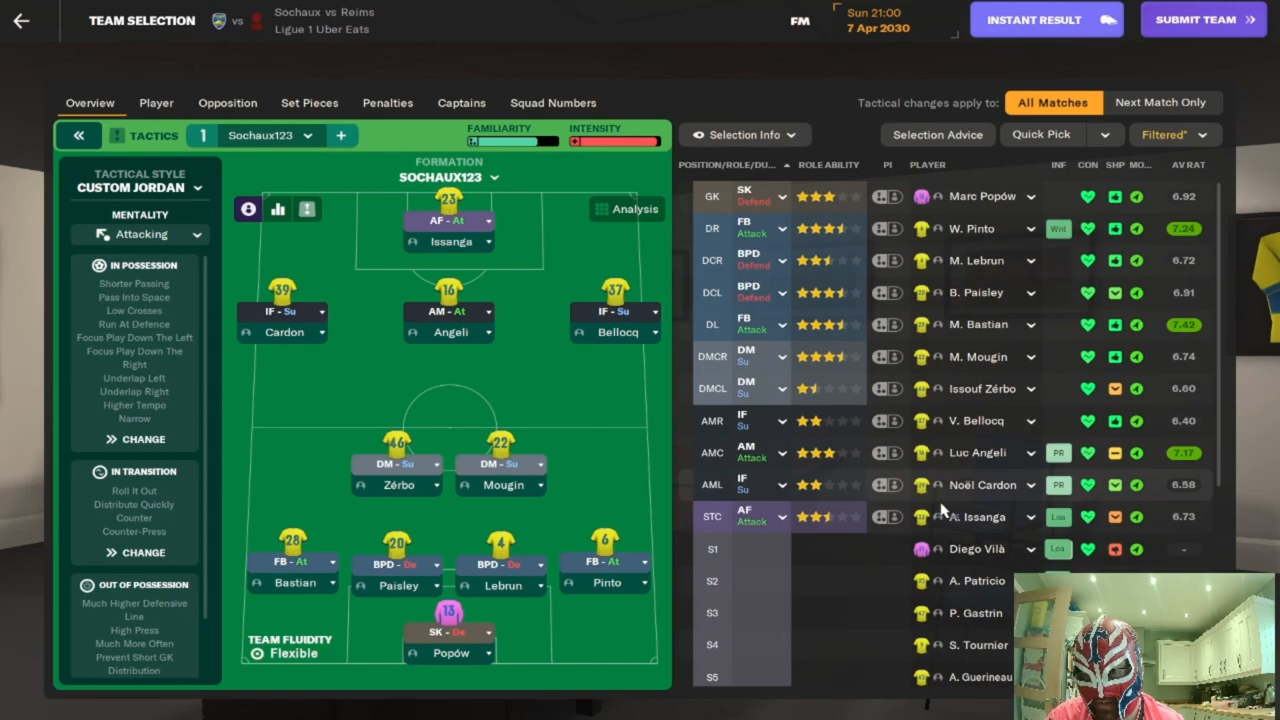 TEAM SELECTION
VS
Sochaux vs Reims
Ligue 1 Uber Eats
FM
Sun 21:00
7 Apr 2030
INSTANT RESULT
SUBMIT TEAM
Overview
Player
Opposition
Set Pieces
Penalties
Captains
Squad Numbers
Tactical changes apply to:
All Matches
Next Match Only
TACTICS
1
Sochaux123
+
FAMILIARITY
INTENSITY
Selection Info
Selection Advice
Quick Pick
Filtered*
TACTICAL STYLE
CUSTOM JORDAN
MENTALITY
Attacking
IN POSSESSION
Shorter Passing
Pass Into Space
Low Crosses
Run At Defence
Focus Play Down The Left
Focus Play Down The
Right
Underlap Left
Underlap Right
Higher Tempo
Narrow
CHANGE
IN TRANSITION
Roll It Out
Distribute Quickly
Counter
Counter-Press
CHANGE
OUT OF POSSESSION
Much Higher Defensive
Line
High Press
Much More Often
Prevent Short GK
Distribution
FORMATION
SOCHAUX123
Analysis
23
AF - At
Issanga
39
IF - Su
Cardon
16
AM - At
Angeli
37
IF - Su
Bellocq
46
DM - Su
Zérbo
22
DM - Su
Mougin
28
FB - At
Bastian
20
BPD - De
Paisley
4
BPD - De
Lebrun
6
FB - At
Pinto
13
SK - De
Popów
TEAM FLUIDITY
Flexible
POSITION/ROLE/DU...
ROLE ABILITY
PI
PLAYER
INF
CON
SHP
MO...
AV RAT
GK SK Defend Marc Popów 6.92
DR FB Attack W. Pinto Wnt 7.24
DCR BPD Defend M. Lebrun 6.72
DCL BPD Defend B. Paisley 6.91
DL FB Attack M. Bastian 7.42
DMCR DM Su M. Mougin 6.74
DMCL DM Su Issouf Zérbo 6.60
AMR IF Su V. Bellocq 6.40
AMC AM Attack Luc Angeli PR 7.17
AML IF Su Noël Cardon PR 6.58
STC AF Attack A. Issanga Loa 6.73
S1 Diego Vilà Loa -
S2 A. Patricio
S3 P. Gastrin
S4 S. Tournier
S5 A. Guerineau